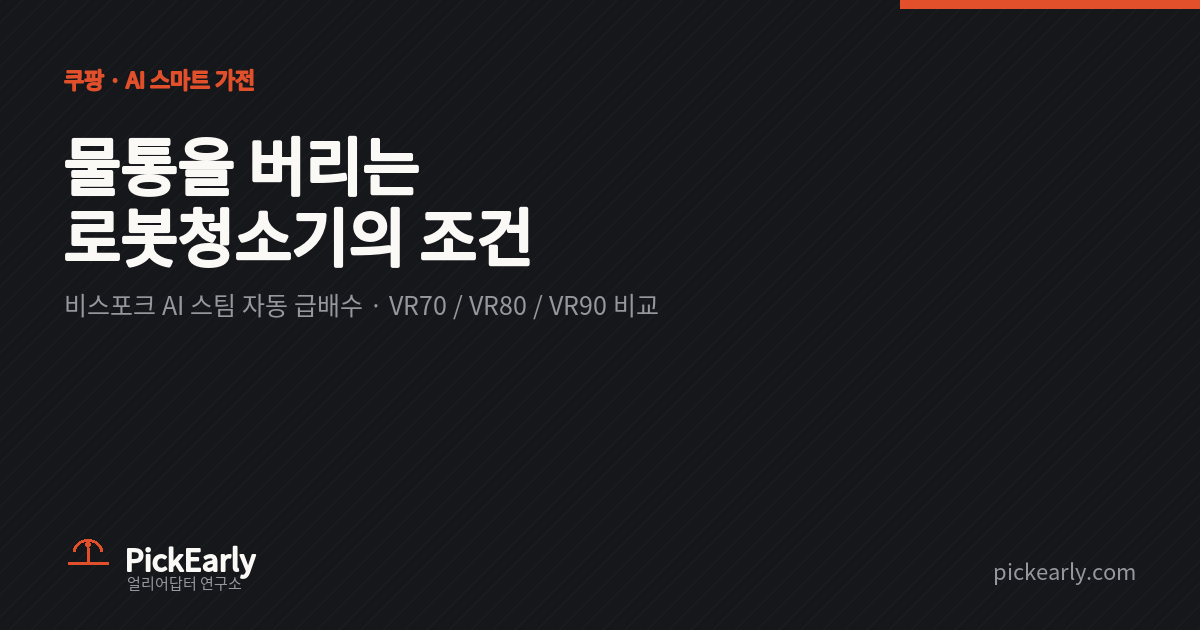 쿠팡 · AI 스마트 가전
물통을 버리는
로봇청소기의 조건
비스포크 AI 스팀 자동 급배수 · VR70 / VR80 / VR90 비교
PickEarly
얼리어답터 연구소
pickearly.com